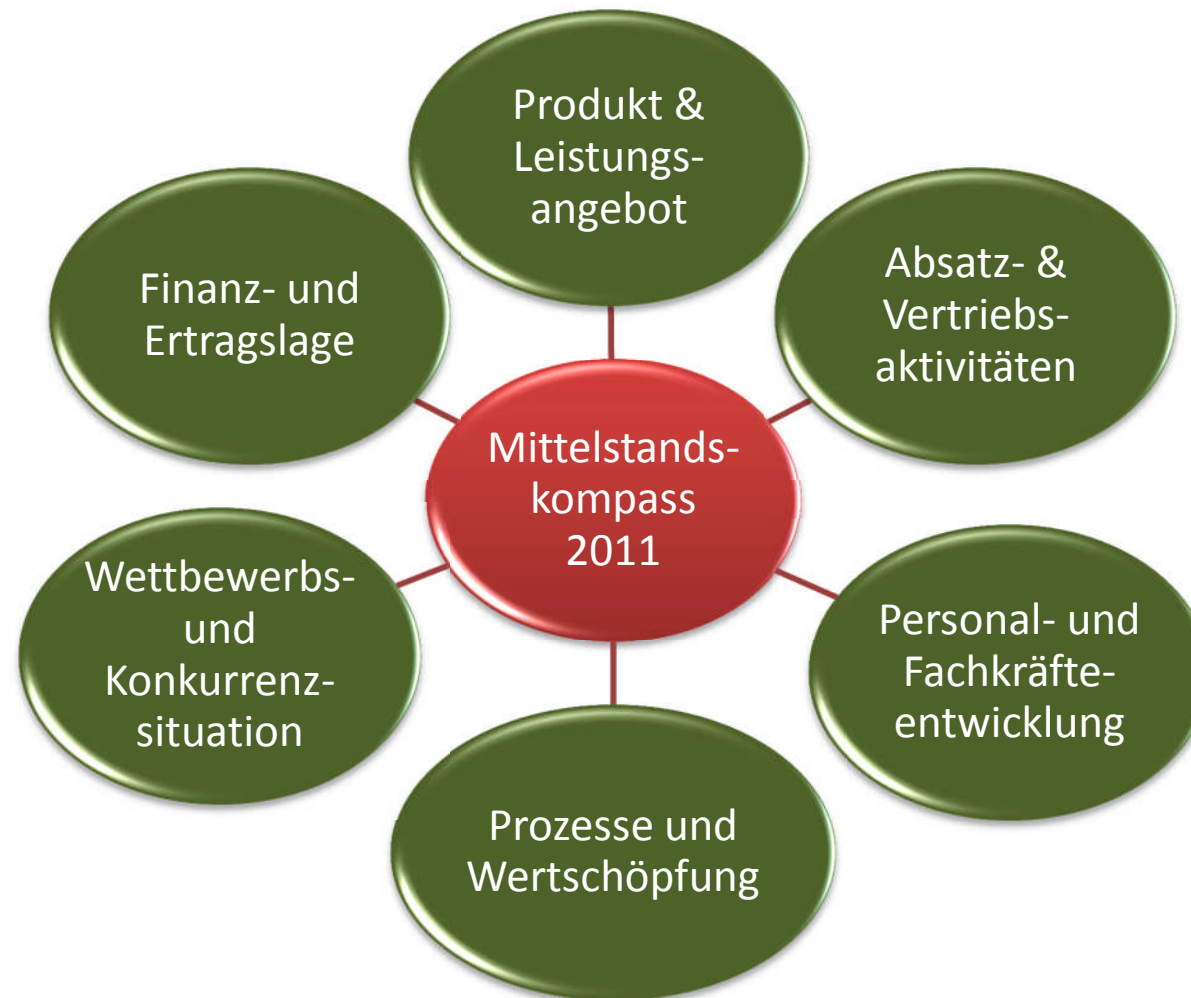 Produkt &
Leistungs-
angebot
Absatz- &
Vertriebs-
aktivitäten
Personal- und
Fachkräfte-
entwicklung
Prozesse und
Wertschöpfung
Wettbewerbs-
und
Konkurrenz-
situation
Finanz- und
Ertragslage
Mittelstands-
kompass
2011